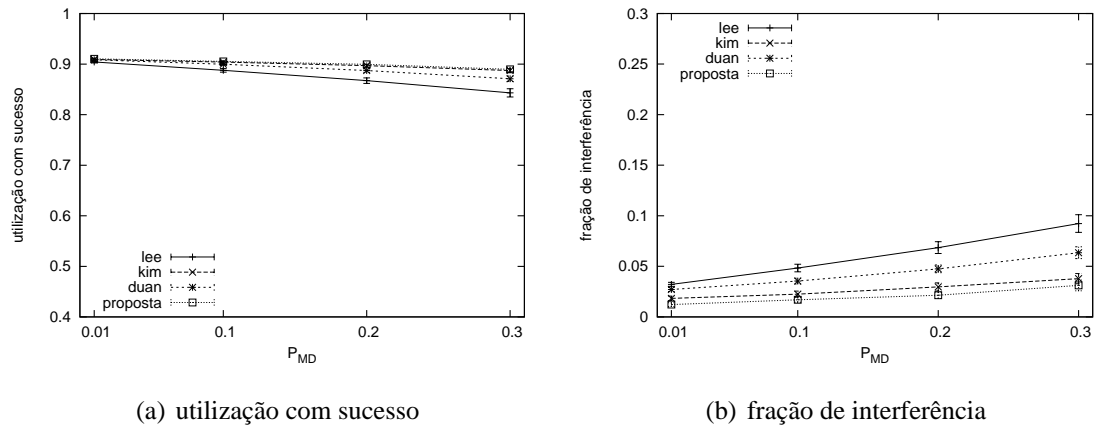 1
0.9
0.8
0.7
0.6
0.5
0.4
utilização com sucesso
lee
kim
duan
proposta
0.01
0.1
0.2
0.3
P_MD
(a) utilização com sucesso
0.3
0.25
0.2
0.15
0.1
0.05
0
fração de interferência
lee
kim
duan
proposta
0.01
0.1
0.2
0.3
P_MD
(b) fração de interferência